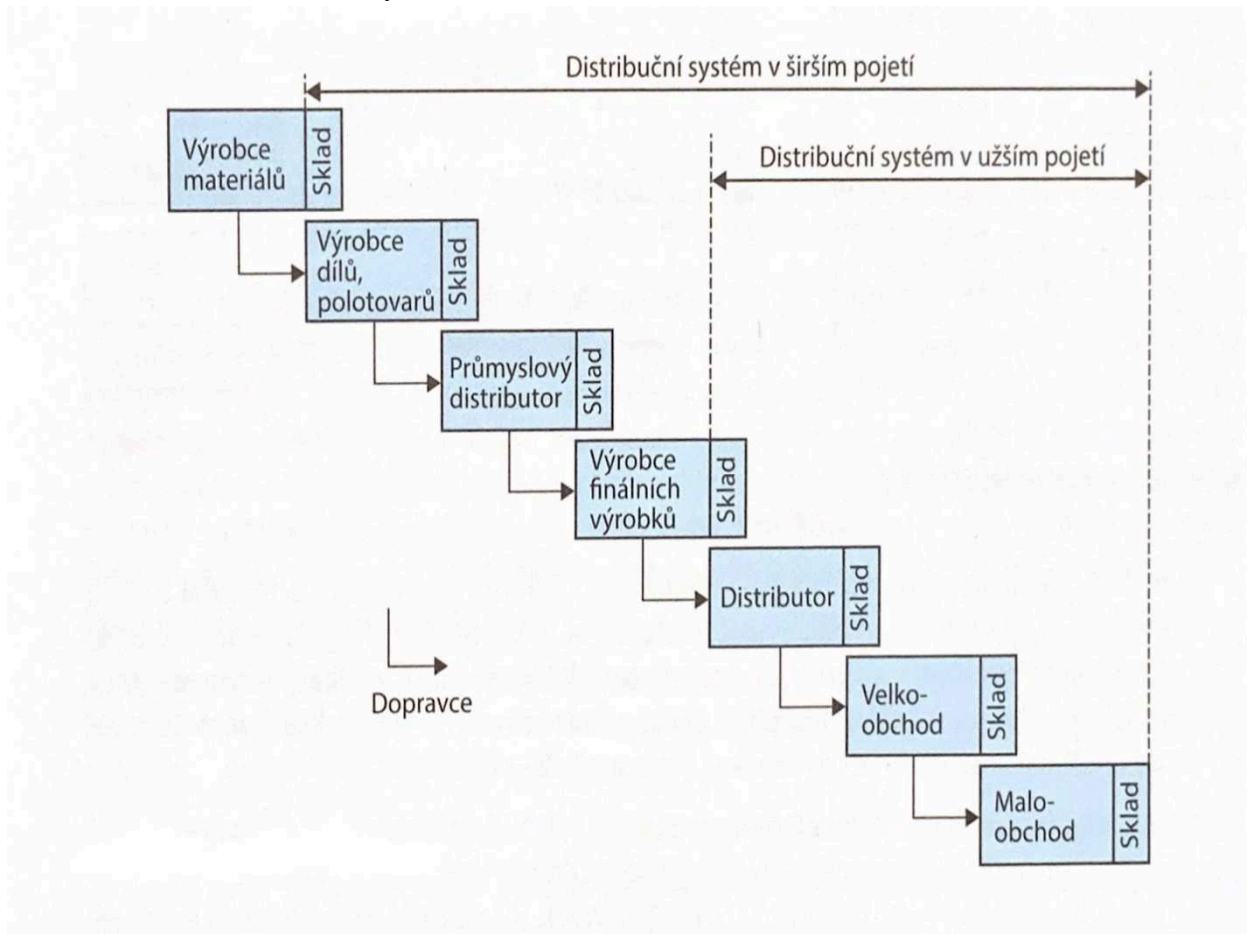 Distribuční systém v širším pojetí
Distribuční systém v užším pojetí
Výrobce
materiálů
Sklad
Výrobce
dílů,
polotovarů
Sklad
Průmyslový
distributor
Sklad
Výrobce
finálních
výrobků
Sklad
Distributor
Sklad
Dopravce
Velko-
obchod
Sklad
Malo-
obchod
Sklad